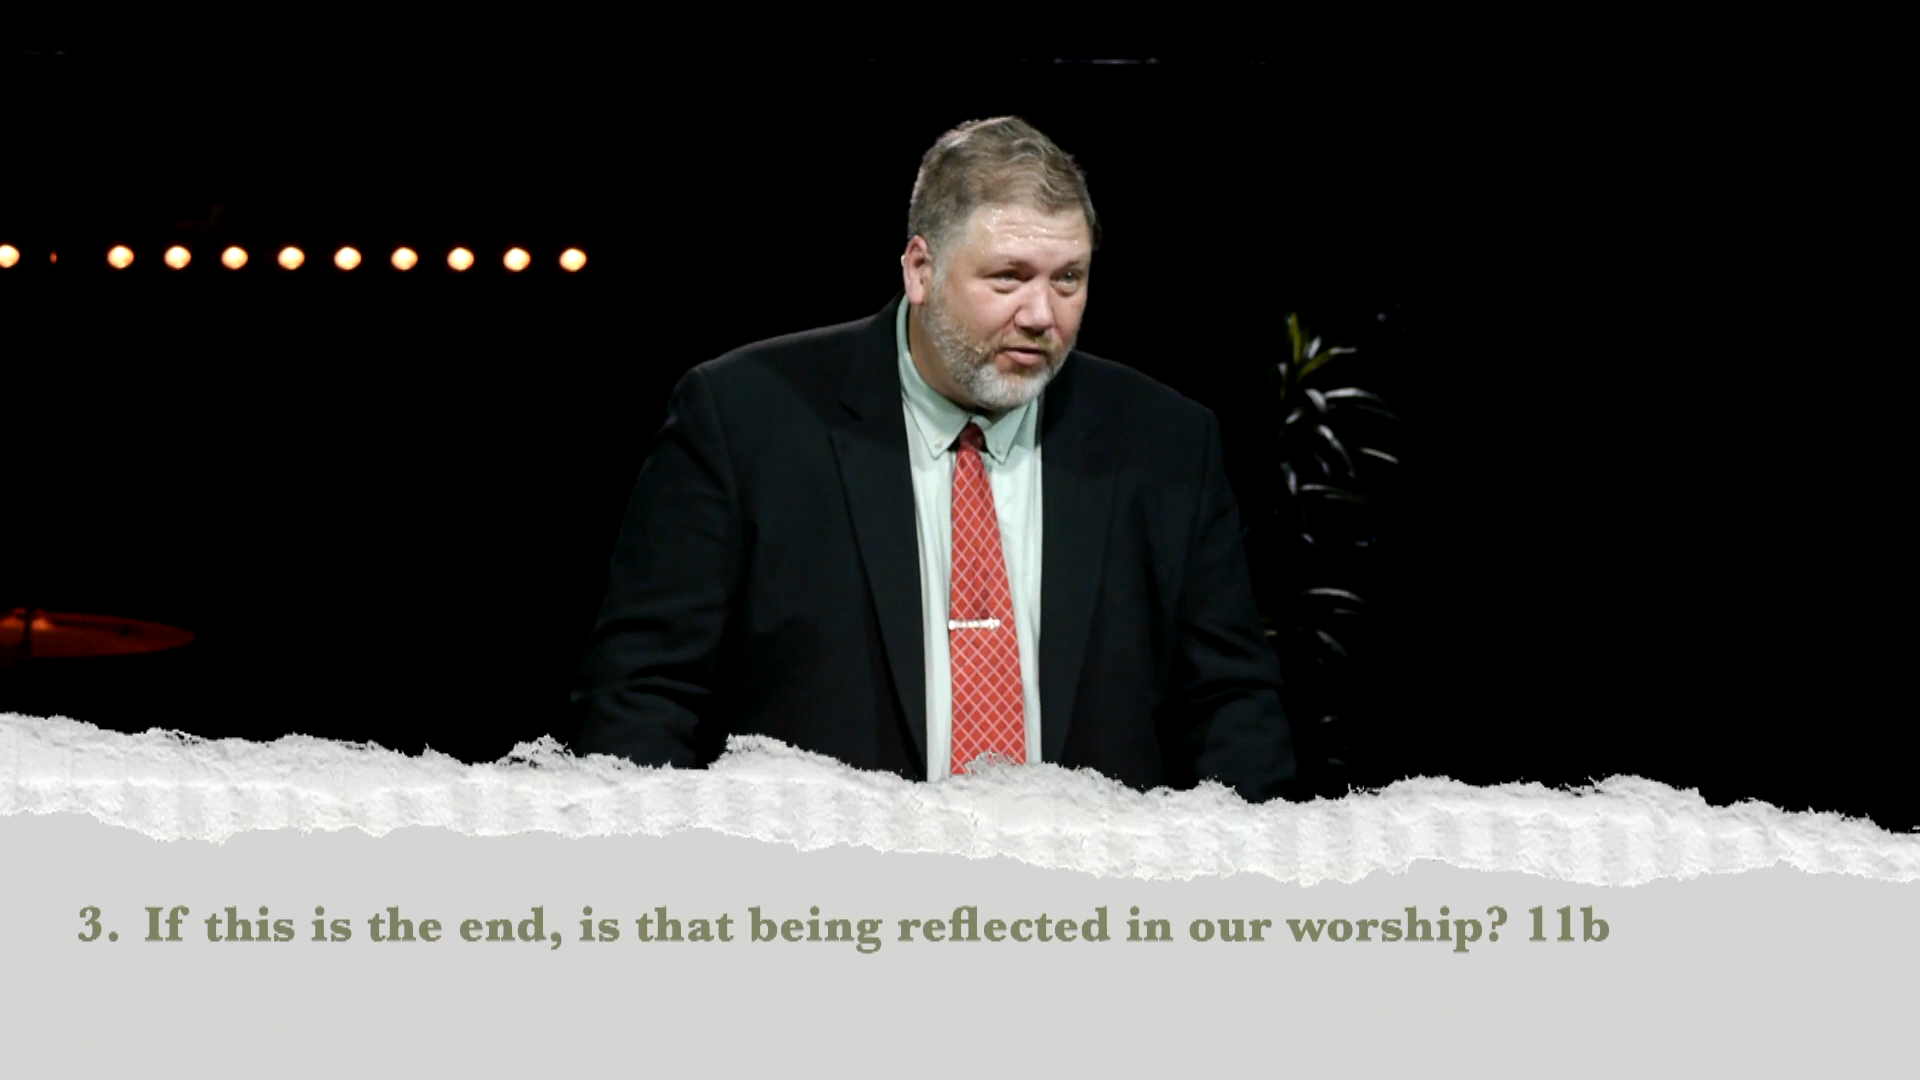 3. If this is the end, is that being reflected in our worship? 11b